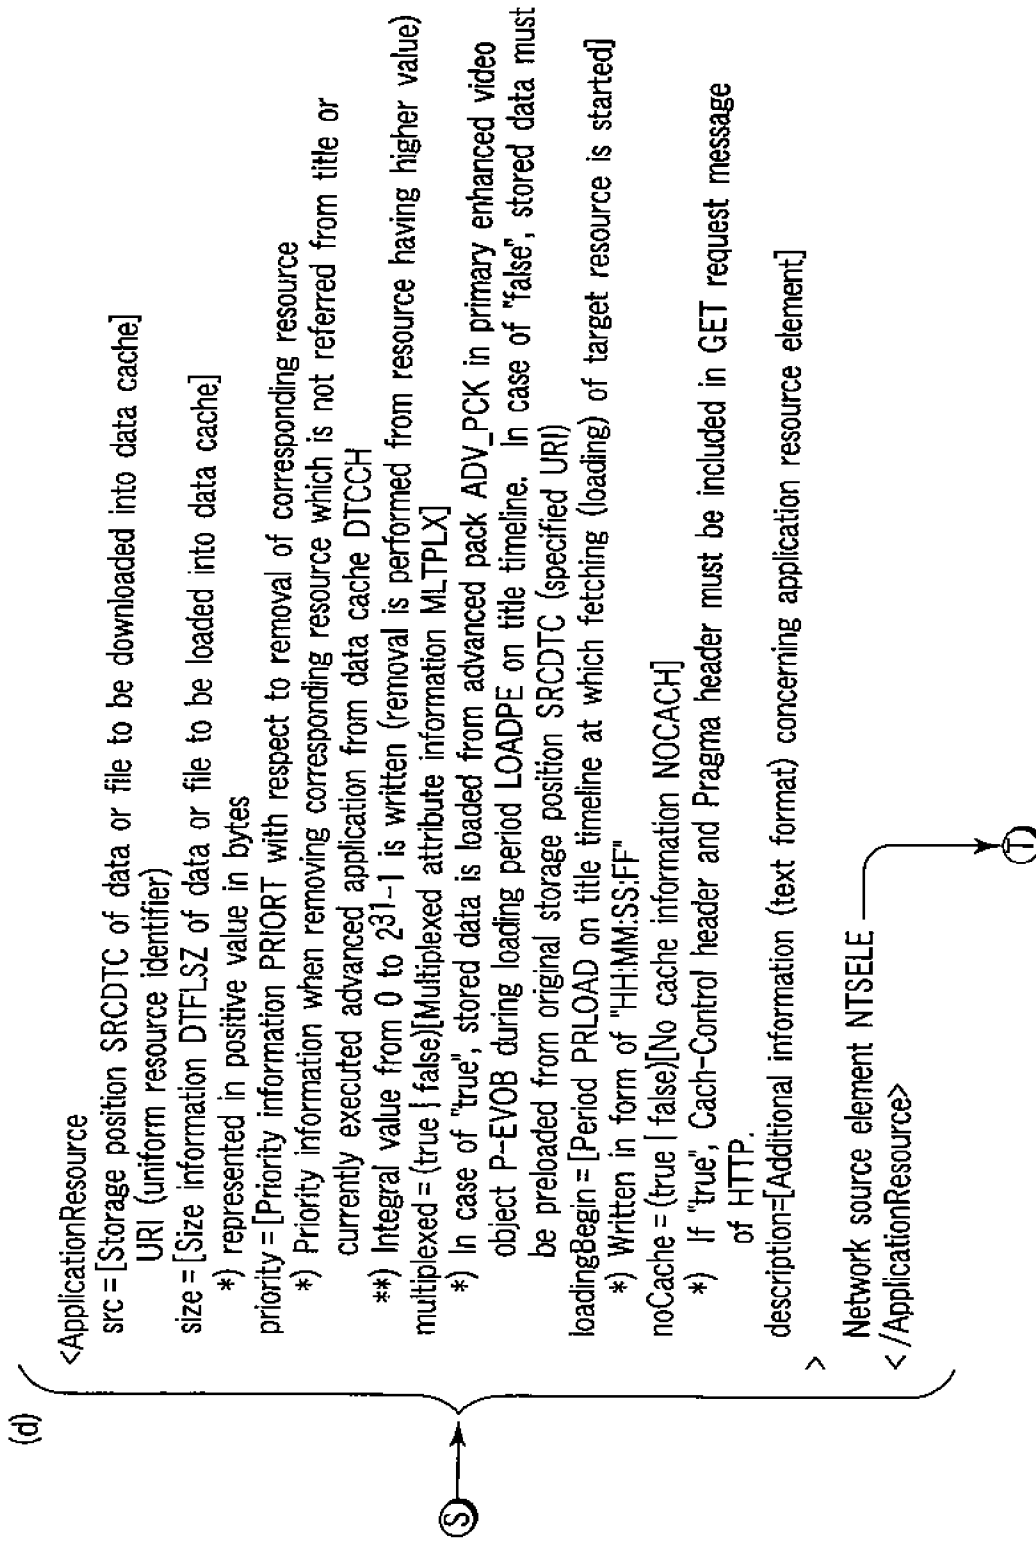 (d)
<ApplicationResource
src = [Storage position SRCDTC of data or file to be downloaded into data cache]
URI (uniform resource identifier)
size = [Size information DTFLSZ of data or file to be loaded into data cache]
*) represented in positive value in bytes
priority = [Priority information PRIORT with respect to removal of corresponding resource
*) Priority information when removing corresponding resource which is not referred from title or
currently executed advanced application from data cache DTCCH
**) Integral value from 0 to 2^31-1 is written (removal is performed from resource having higher value)
multiplexed = (true | false)[Multiplexed attribute information MLTPLX]
*) In case of "true", stored data is loaded from advanced pack ADV_PCK in primary enhanced video
object P-EVOB during loading period LOADPE on title timeline. In case of "false", stored data must
be preloaded from original storage position SRCDTC (specified URI)
loadingBegin = [Period PRLOAD on title timeline at which fetching (loading) of target resource is started]
*) Written in form of "HH:MM:SS:FF"
noCache = (true | false)[No cache information NOCACH]
*) If "true", Cach-Control header and Pragma header must be included in GET request message
of HTTP.
description=[Additional information (text format) concerning application resource element]
>
Network source element NTSELE
</ApplicationResource>
S
T